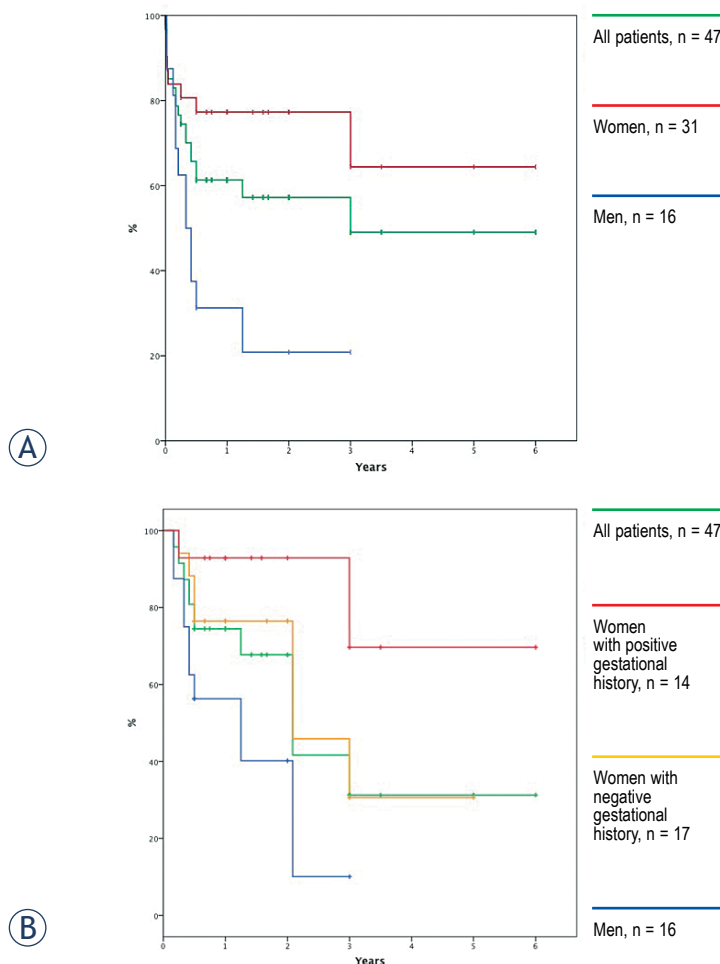 100
80
60
40
20
0
%
0 1 2 3 4 5 6
Years
All patients, n = 47
Women, n = 31
Men, n = 16
A
100
80
60
40
20
0
%
0 1 2 3 4 5 6
Years
All patients, n = 47
Women
with positive
gestational
history, n = 14
Women with
negative
gestational
history, n = 17
Men, n = 16
B